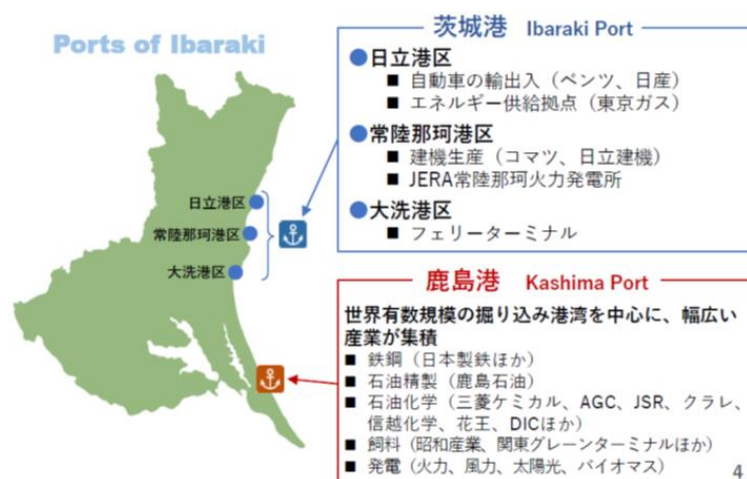 Ports of Ibaraki
日立港区
常陸那珂港区
大洗港区
茨城港 Ibaraki Port
●日立港区
■ 自動車の輸出入（ベンツ、日産）
■ エネルギー供給拠点（東京ガス）
●常陸那珂港区
■ 建機生産（コマツ、日立建機）
■ JERA常陸那珂火力発電所
●大洗港区
■ フェリーターミナル
鹿島港 Kashima Port
世界有数規模の掘り込み港湾を中心に、幅広い
産業が集積
■ 鉄鋼（日本製鉄ほか）
■ 石油精製（鹿島石油）
■ 石油化学（三菱ケミカル、AGC、JSR、クラレ、
信越化学、花王、DICほか）
■ 飼料（昭和産業、関東グレーンターミナルほか）
■ 発電（火力、風力、太陽光、バイオマス）
4